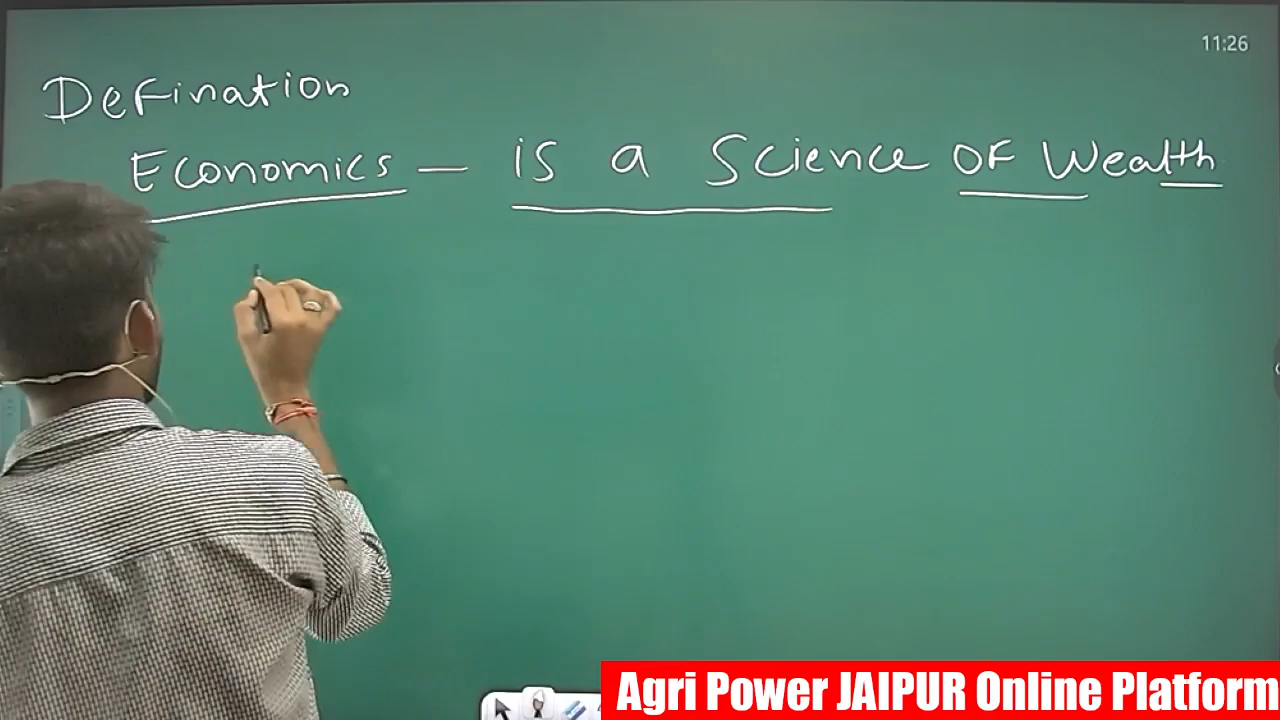 11:26
Defination
Economics — is a Science OF Wealth
Agri Power JAIPUR Online Platform